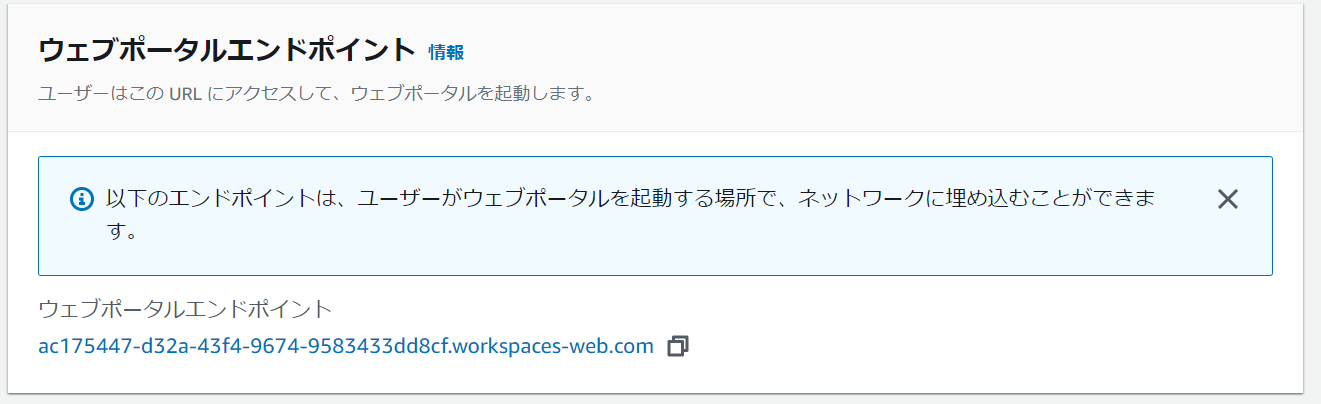 ウェブポータルエンドポイント 情報
ユーザーはこの URL にアクセスして、ウェブポータルを起動します。
以下のエンドポイントは、ユーザーがウェブポータルを起動する場所で、ネットワークに埋め込むことができま
す。
ウェブポータルエンドポイント
ac175447-d32a-43f4-9674-9583433dd8cf.workspaces-web.com